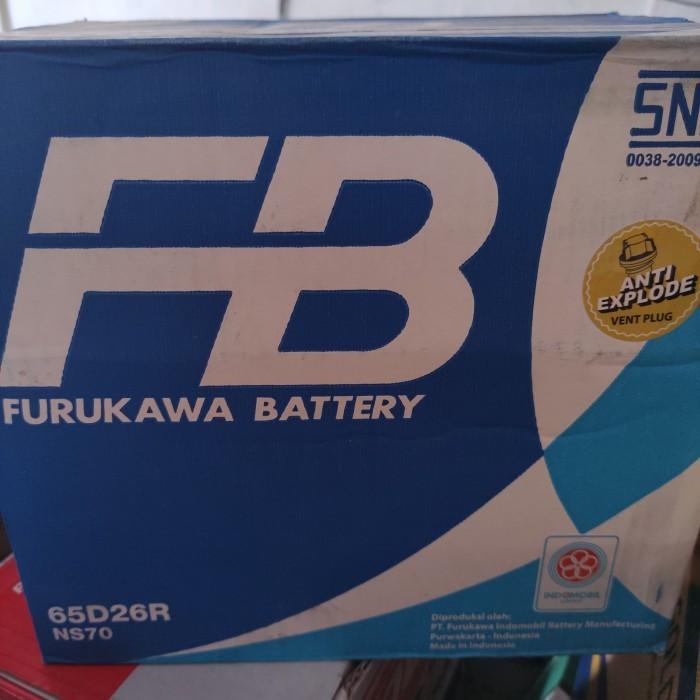 SN
0038-2009
FB
ANTI
EXPLODE
VENT PLUG
FURUKAWA BATTERY
INDOMOBIL
65D26R
NS70
Diproduksi oleh:
PT. Furukawa Indomobil Battery Manufacturing
Purwakarta - Indonesia
Made in Indonesia